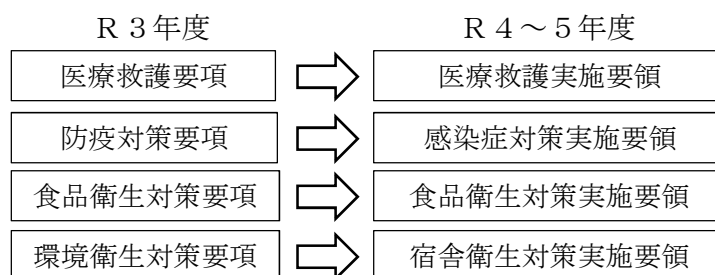 R3年度 R4～5年度
医療救護要項 医療救護実施要領
防疫対策要項 感染症対策実施要領
食品衛生対策要項 食品衛生対策実施要領
環境衛生対策要項 宿舎衛生対策実施要領